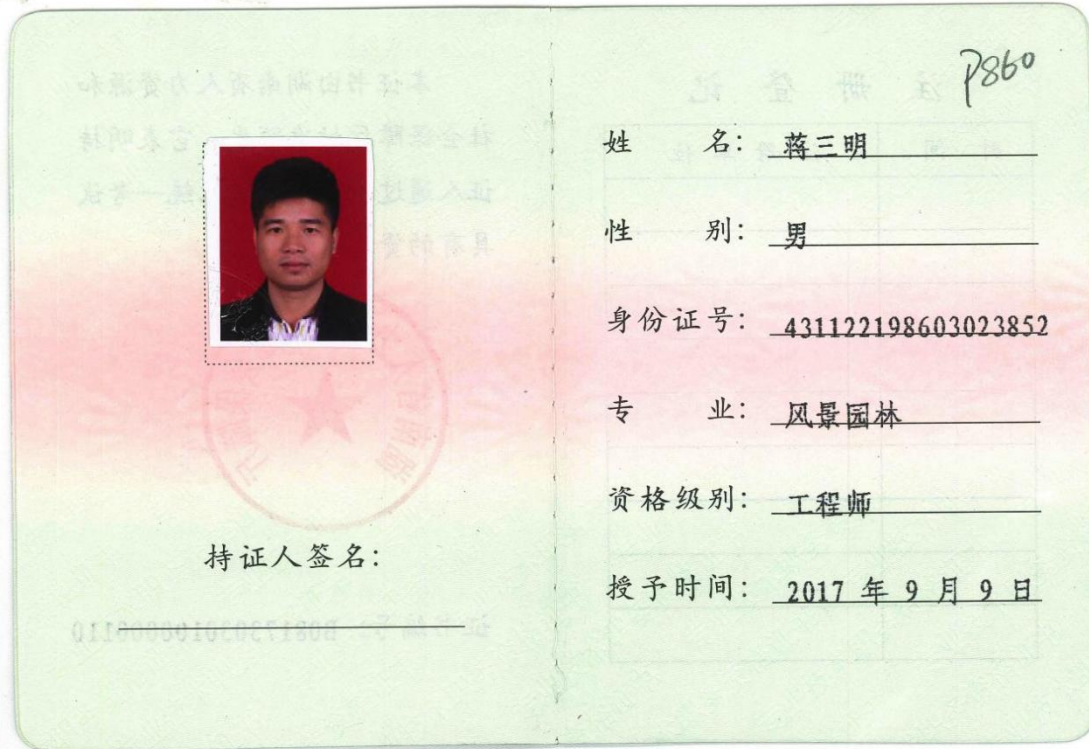 持证人签名:
P860
姓 名: 蒋三明
性 别: 男
身份证号: 431122198603023852
专 业: 风景园林
资格级别: 工程师
授予时间: 2017 年 9 月 9 日